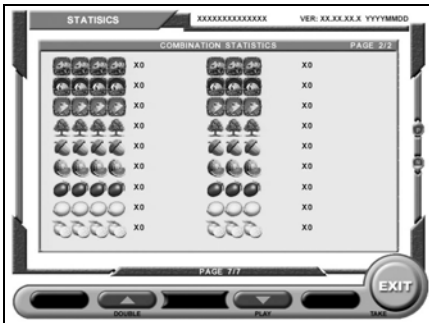 STATISICS XXXXXXXXXXXXXX VER: XX.XX.XX.X YYYYMMDD
COMBINATION STATISTICS PAGE 2/2
X0 X0
X0 X0
X0 X0
X0 X0
X0 X0
X0 X0
X0 X0
X0 X0
X0 X0
PAGE 7/7
EXIT
DOUBLE PLAY TAKE